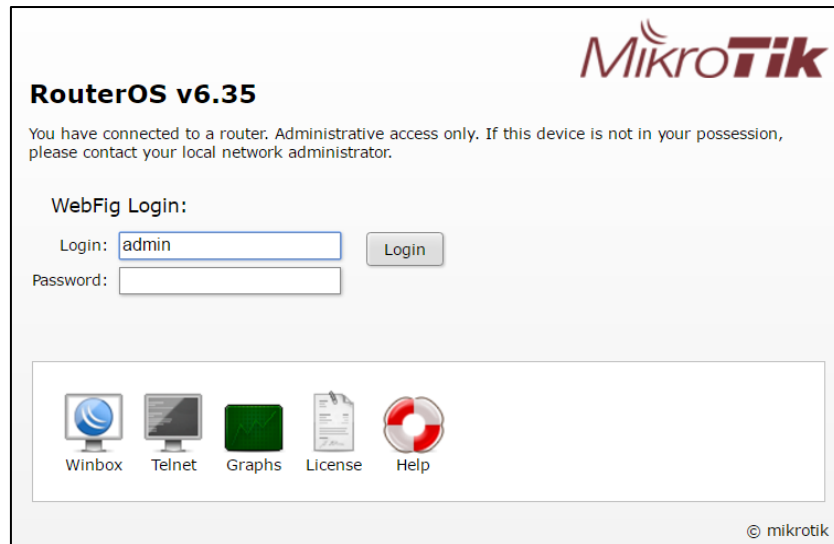 MikroTik
RouterOS v6.35
You have connected to a router. Administrative access only. If this device is not in your possession,
please contact your local network administrator.
WebFig Login:
Login: admin Login
Password:
Winbox Telnet Graphs License Help
© mikrotik